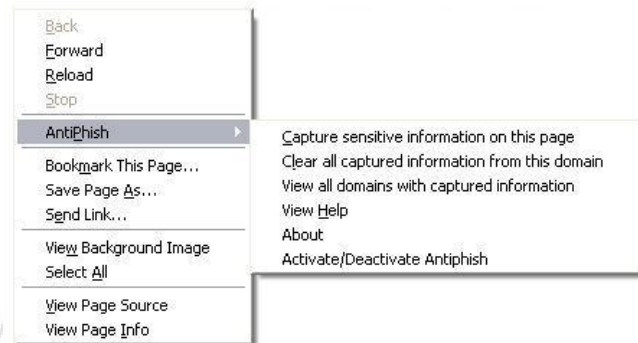 Back
Forward
Reload
Stop
AntiPhish
Bookmark This Page...
Save Page As...
Send Link...
View Background Image
Select All
View Page Source
View Page Info
Capture sensitive information on this page
Clear all captured information from this domain
View all domains with captured information
View Help
About
Activate/Deactivate Antiphish